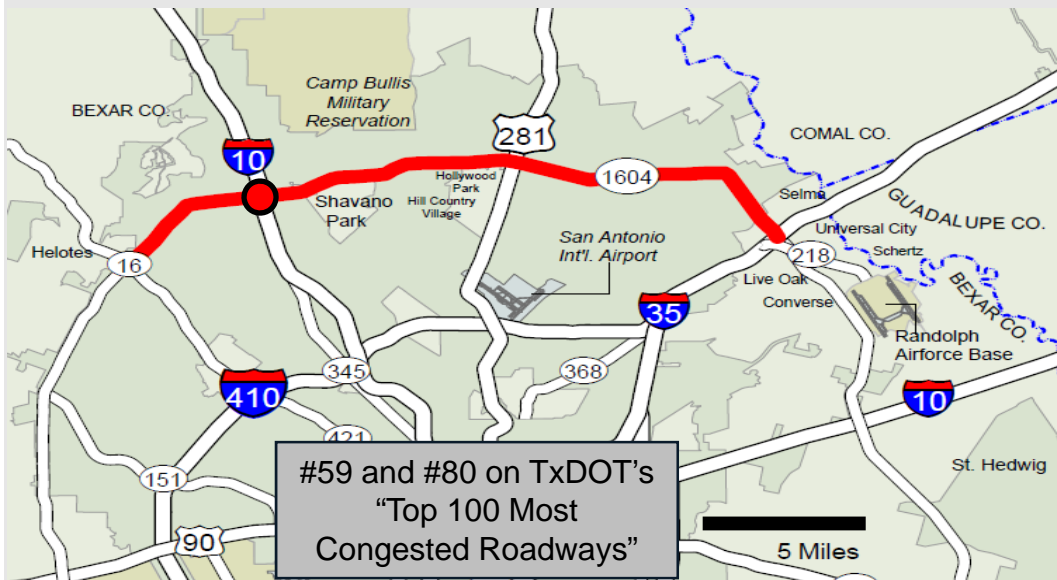 Camp Bullis
Military
Reservation
BEXAR CO.
281
COMAL CO.
10
Hollywood
Park
1604
Shavano
Park
Hill Country
Village
Selma
GUADALUPE CO.
Universal City
Helotes
16
San Antonio
Int'l. Airport
218
Schertz
Live Oak
Converse
BEXAR CO.
35
Randolph
Airforce Base
345
368
410
10
421
151
St. Hedwig
90
#59 and #80 on TxDOT's
“Top 100 Most
Congested Roadways”
5 Miles